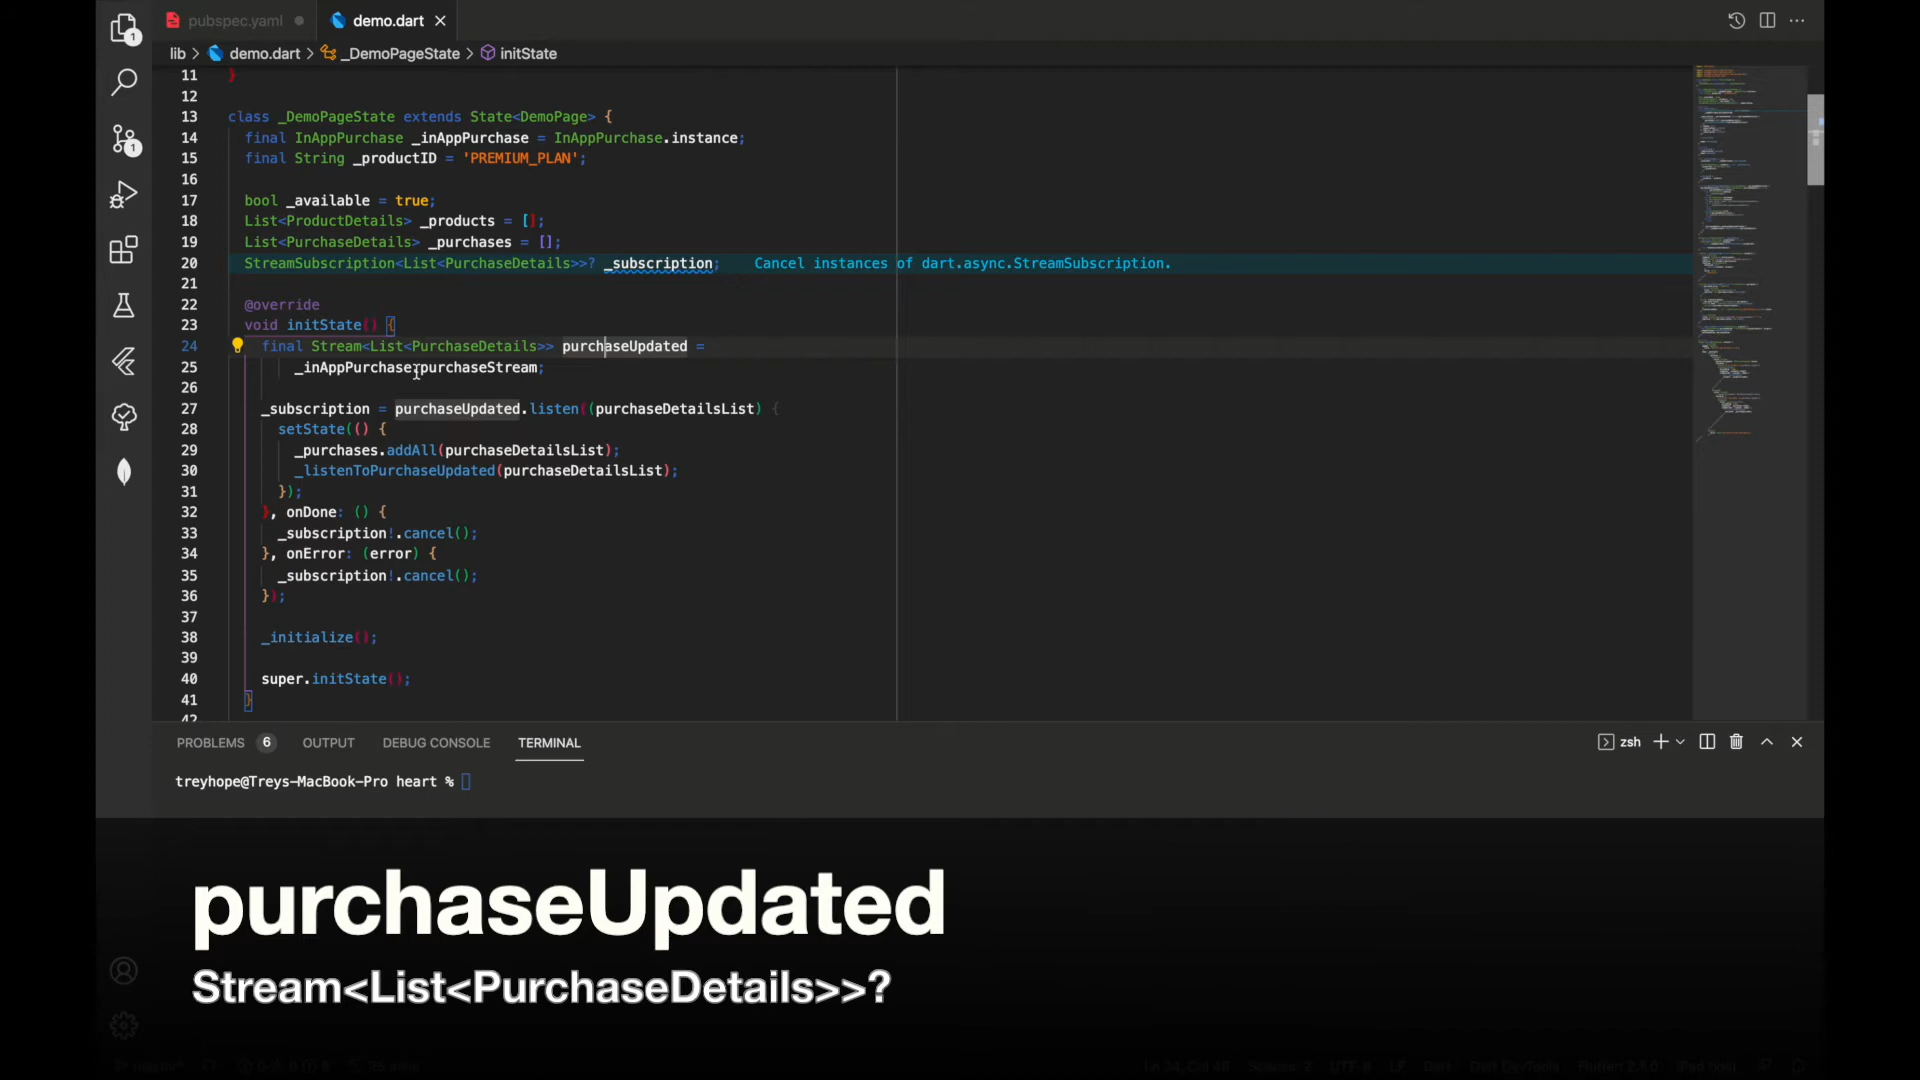 pubspec.yaml
demo.dart
lib > demo.dart > _DemoPageState > initState
11 }
12
13 class _DemoPageState extends State<DemoPage> {
14 final InAppPurchase _inAppPurchase = InAppPurchase.instance;
15 final String _productID = 'PREMIUM_PLAN';
16
17 bool _available = true;
18 List<ProductDetails> _products = [];
19 List<PurchaseDetails> _purchases = [];
20 StreamSubscription<List<PurchaseDetails>>? _subscription; Cancel instances of dart.async.StreamSubscription.
21
22 @override
23 void initState() {
24 final Stream<List<PurchaseDetails>> purchaseUpdated =
25 _inAppPurchase.purchaseStream;
26
27 _subscription = purchaseUpdated.listen((purchaseDetailsList) {
28 setState(() {
29 _purchases.addAll(purchaseDetailsList);
30 _listenToPurchaseUpdated(purchaseDetailsList);
31 });
32 }, onDone: () {
33 _subscription!.cancel();
34 }, onError: (error) {
35 _subscription!.cancel();
36 });
37
38 _initialize();
39
40 super.initState();
41 }
42
1
1
PROBLEMS 6 OUTPUT DEBUG CONSOLE TERMINAL
zsh
treyhope@Treys-MacBook-Pro heart %
purchaseUpdated
Stream<List<PurchaseDetails>>?